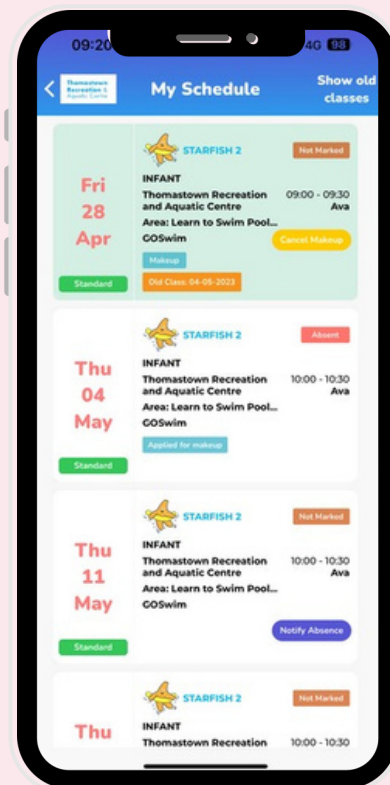 09:20
4G 98
Thomastown
Recreation &
Aquatic Centre
My Schedule
Show old
classes
Fri
28
Apr
Standard
STARFISH 2
Not Marked
INFANT
Thomastown Recreation
and Aquatic Centre
09:00 - 09:30
Ava
Area: Learn to Swim Pool...
GOSwim
Cancel Makeup
Makeup
Old Class: 04-05-2023
Thu
04
May
Standard
STARFISH 2
Absent
INFANT
Thomastown Recreation
and Aquatic Centre
10:00 - 10:30
Ava
Area: Learn to Swim Pool...
GOSwim
Applied for makeup
Thu
11
May
Standard
STARFISH 2
Not Marked
INFANT
Thomastown Recreation
and Aquatic Centre
10:00 - 10:30
Ava
Area: Learn to Swim Pool...
GOSwim
Notify Absence
Thu
STARFISH 2
Not Marked
INFANT
Thomastown Recreation
10:00 - 10:30